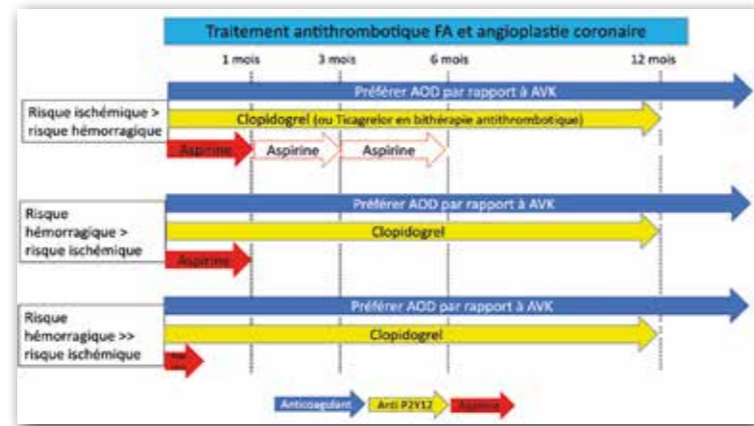 Traitement antithrombotique FA et angioplastie coronaire
1 mois 3 mois 6 mois 12 mois
Préférer AOD par rapport à AVK
Risque ischémique >
risque hémorragique
Clopidogrel (ou Ticagrelor en bithérapie antithrombotique)
Aspirine Aspirine Aspirine
Préférer AOD par rapport à AVK
Risque
hémorragique >
risque ischémique
Clopidogrel
Aspirine
Préférer AOD par rapport à AVK
Risque
hémorragique >>
risque ischémique
Clopidogrel
Anticoagulant Anti P2Y12 Aspirine